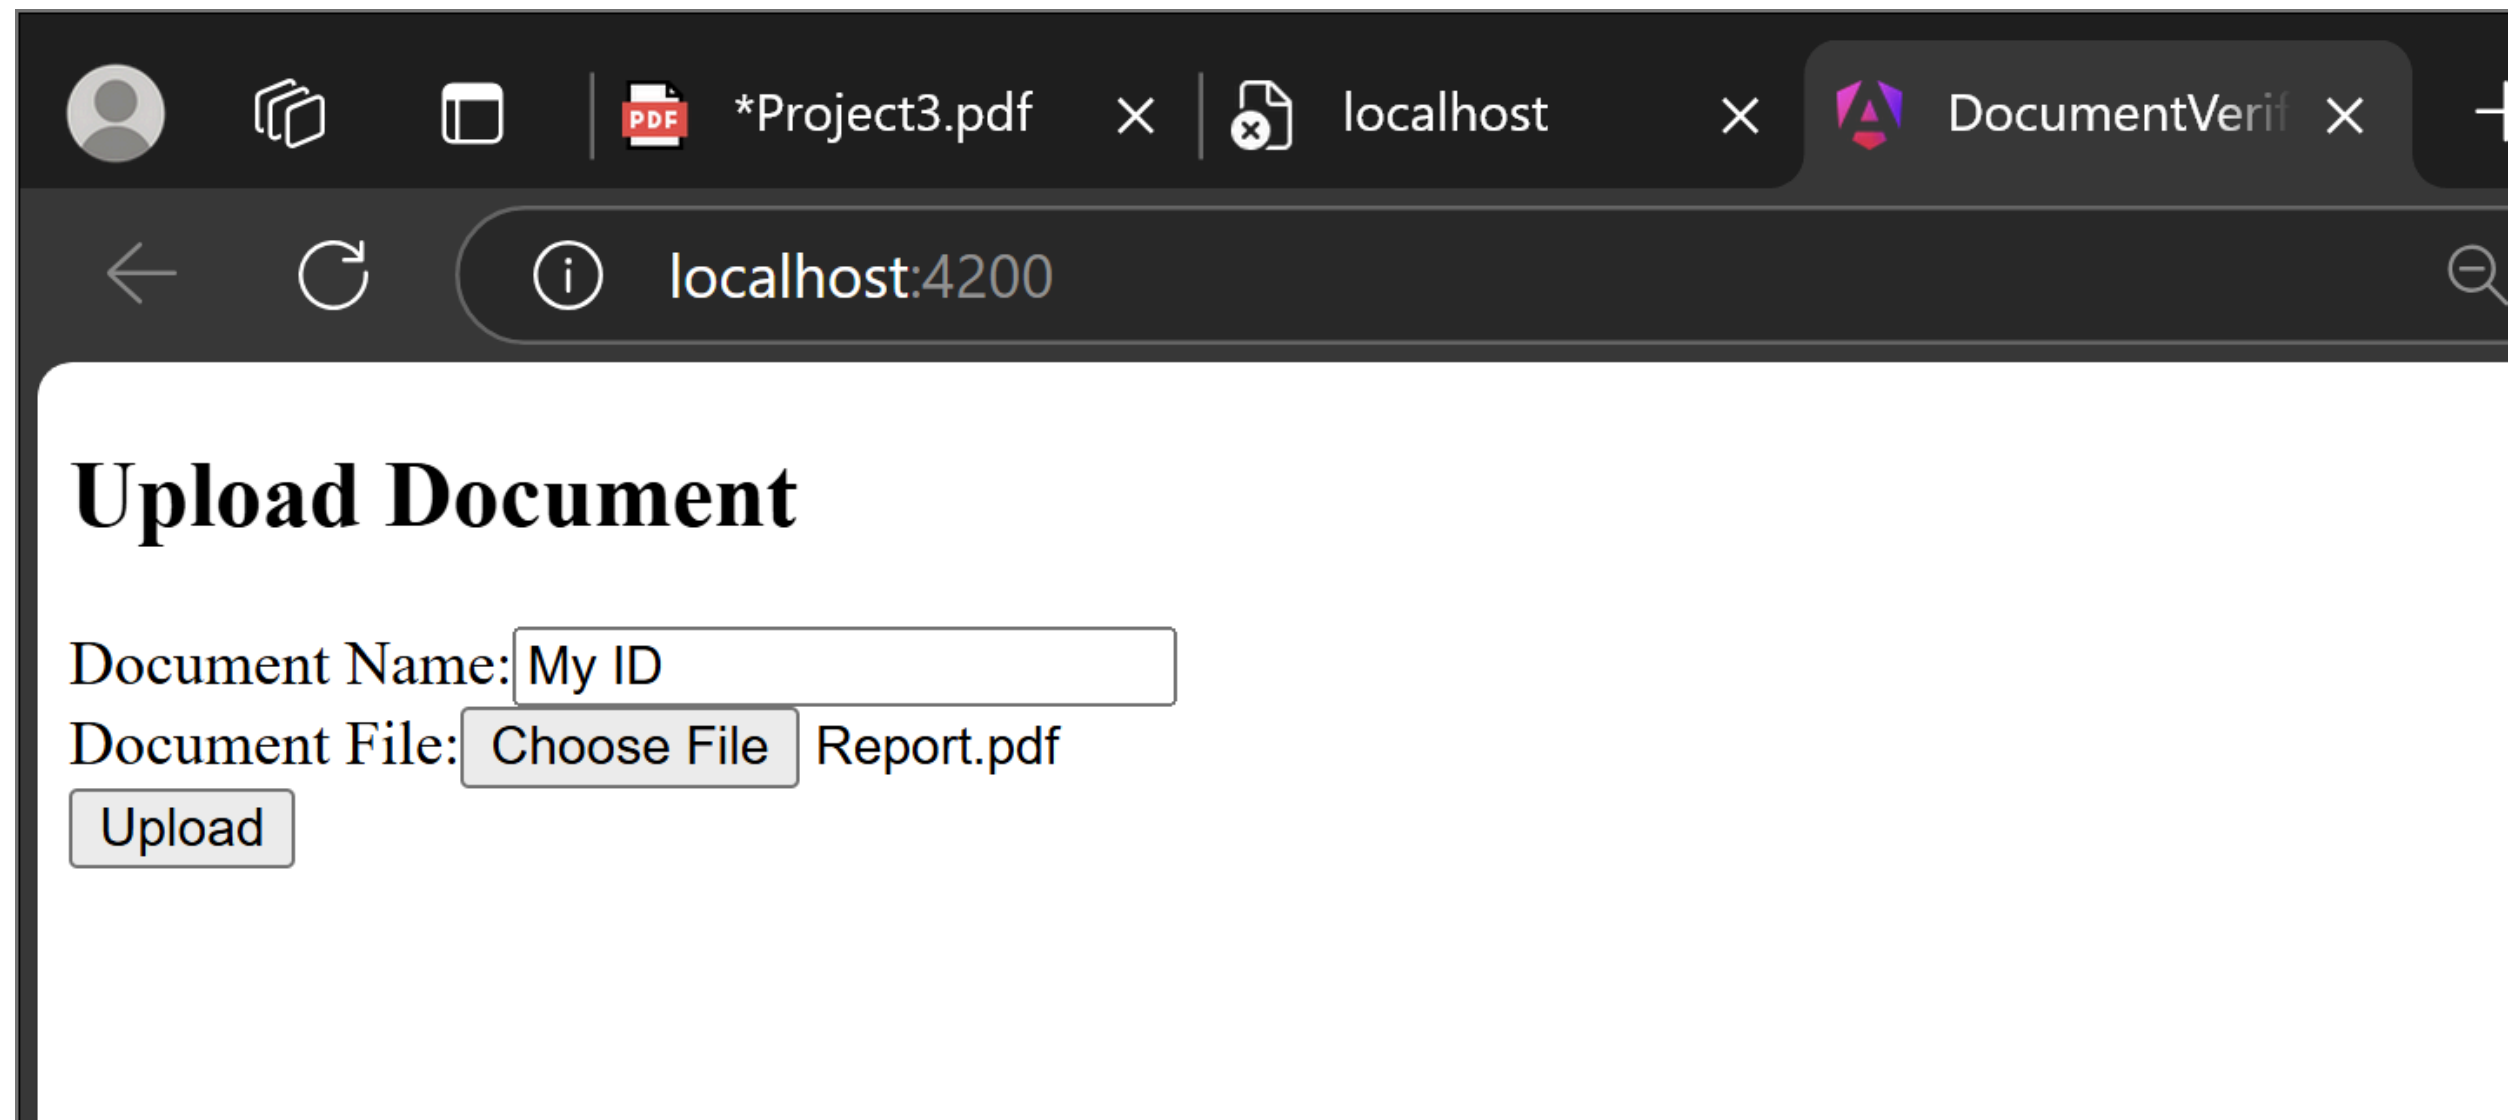 PDF *Project3.pdf localhost DocumentVerif
localhost:4200
Upload Document
Document Name: My ID
Document File: Choose File Report.pdf
Upload